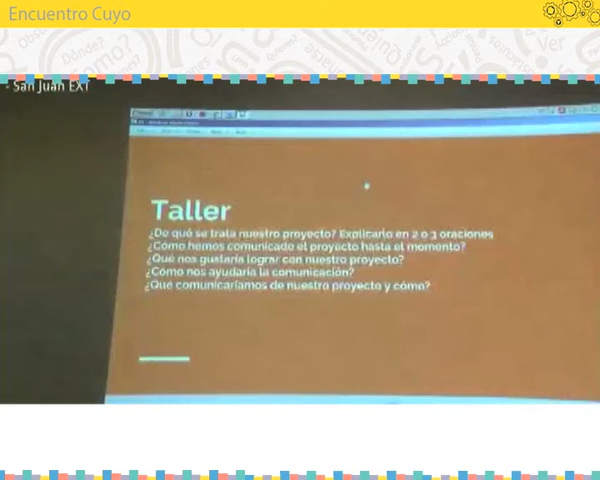 Encuentro Cuyo
Dónde?
Ver
- San Juan EXT
Taller
¿De qué se trata nuestro proyecto? Explicarlo en 2 o 3 oraciones
¿Cómo hemos comunicado el proyecto hasta el momento?
¿Qué nos gustaría lograr con nuestro proyecto?
¿Cómo nos ayudaría la comunicación?
¿Qué comunicaríamos de nuestro proyecto y cómo?